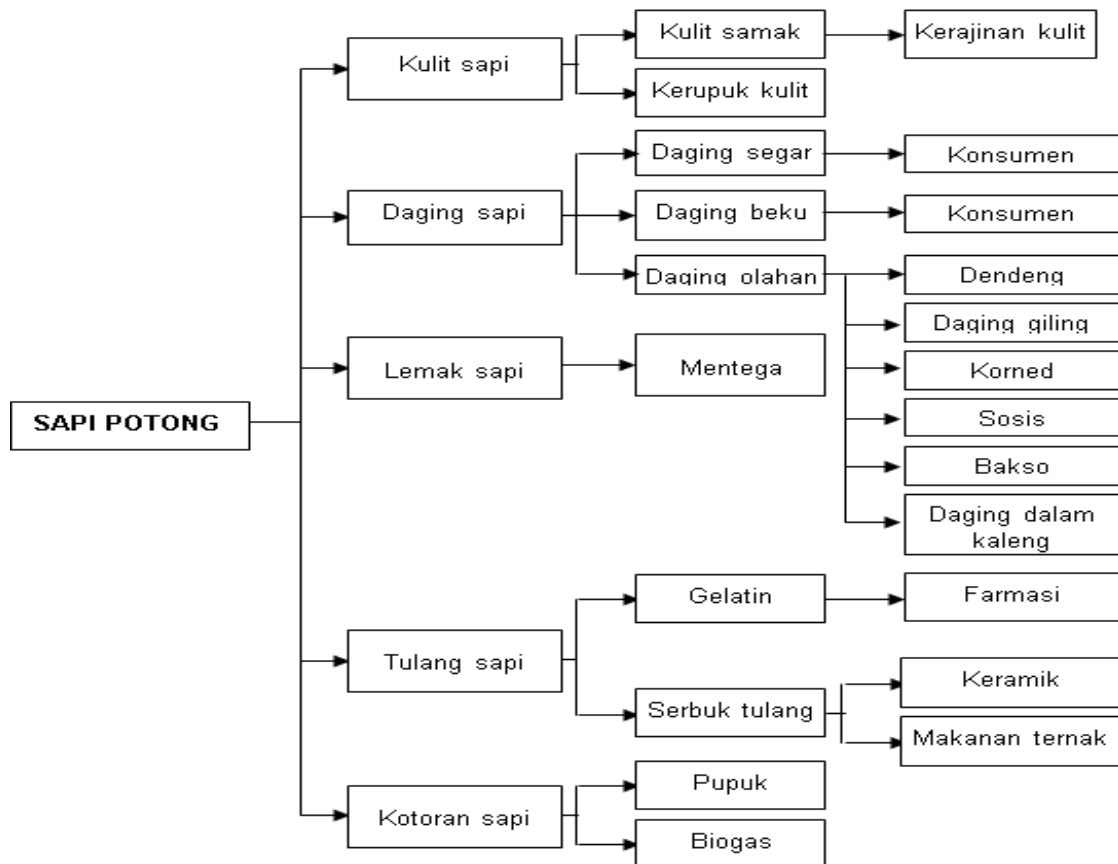 Kulit samak
Kerajinan kulit
Kulit sapi
Kerupuk kulit
Daging segar
Konsumen
Daging sapi
Daging beku
Konsumen
Daging olahan
Dendeng
Daging giling
Lemak sapi
Mentega
Korned
SAPI POTONG
Sosis
Bakso
Daging dalam
kaleng
Gelatin
Farmasi
Tulang sapi
Serbuk tulang
Keramik
Makanan ternak
Kotoran sapi
Pupuk
Biogas